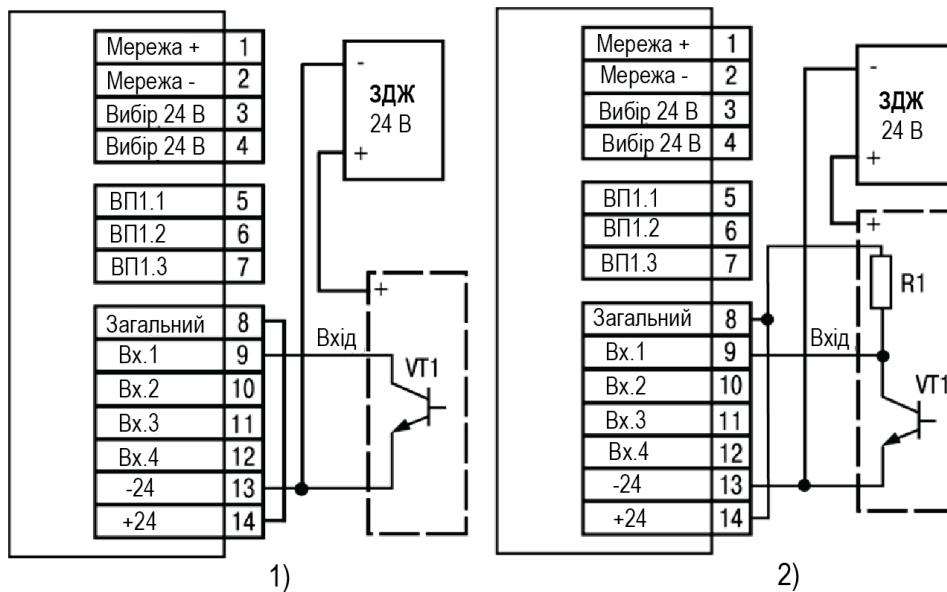 Мережа + 1
Мережа - 2
Вибір 24 В 3
Вибір 24 В 4
ВП1.1 5
ВП1.2 6
ВП1.3 7
Загальний 8
Вх.1 9
Вх.2 10
Вх.3 11
Вх.4 12
-24 13
+24 14
-
ЗДЖ
24 В
+
+
Вхід
VT1
1)
Мережа + 1
Мережа - 2
Вибір 24 В 3
Вибір 24 В 4
ВП1.1 5
ВП1.2 6
ВП1.3 7
Загальний 8
Вх.1 9
Вх.2 10
Вх.3 11
Вх.4 12
-24 13
+24 14
-
ЗДЖ
24 В
+
+
R1
Вхід
VT1
2)